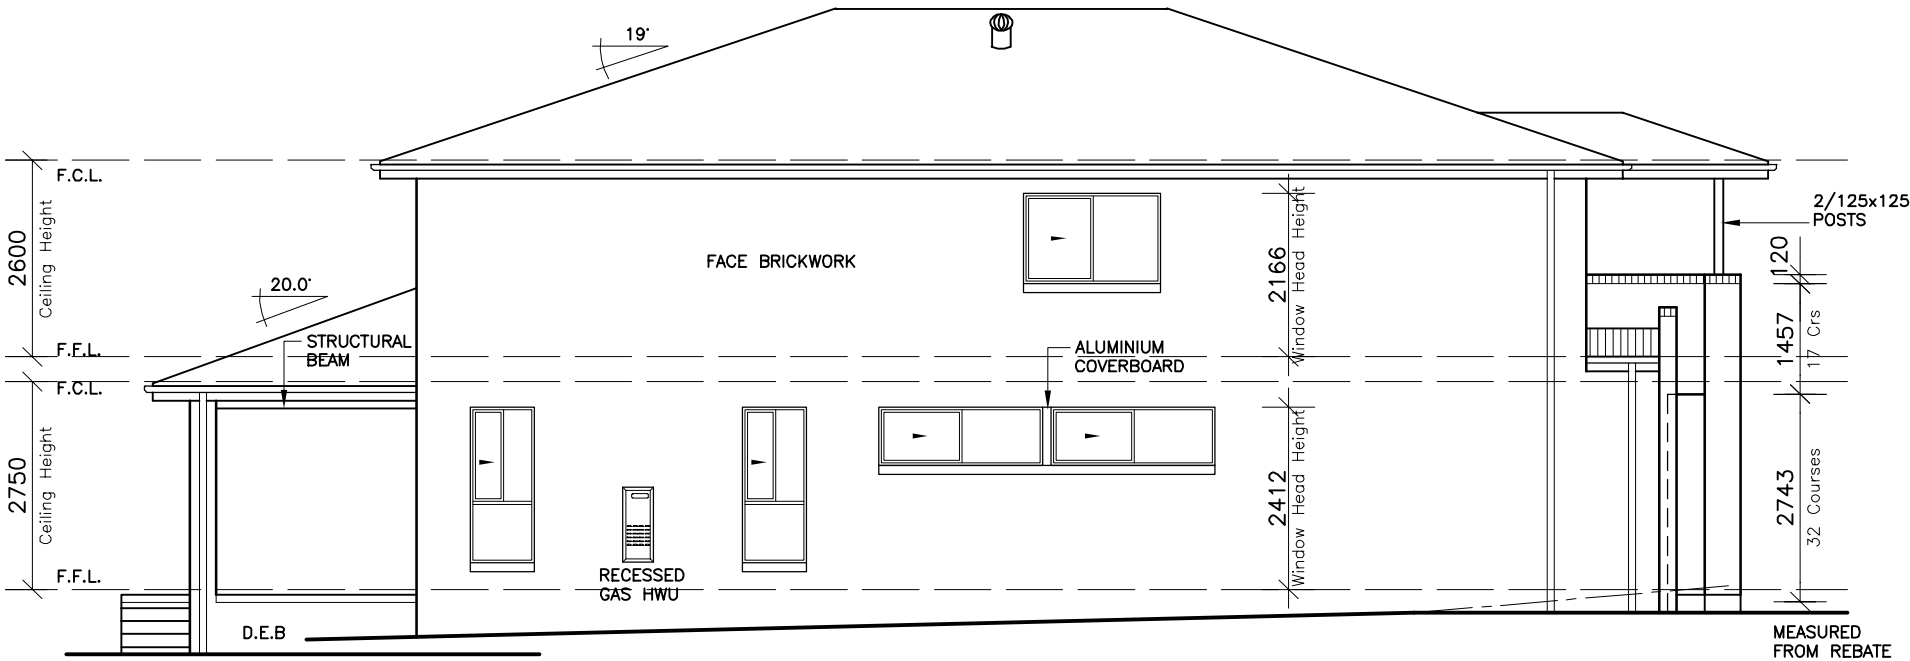 19°
F.C.L.
2600
Ceiling Height
2/125x125
POSTS
FACE BRICKWORK
2166
Window Head Height
120
20.0°
1457
17 Crs
STRUCTURAL
BEAM
F.F.L.
ALUMINIUM
COVERBOARD
F.C.L.
2750
Ceiling Height
2412
Window Head Height
2743
32 Courses
F.F.L.
RECESSED
GAS HWU
D.E.B
MEASURED
FROM REBATE